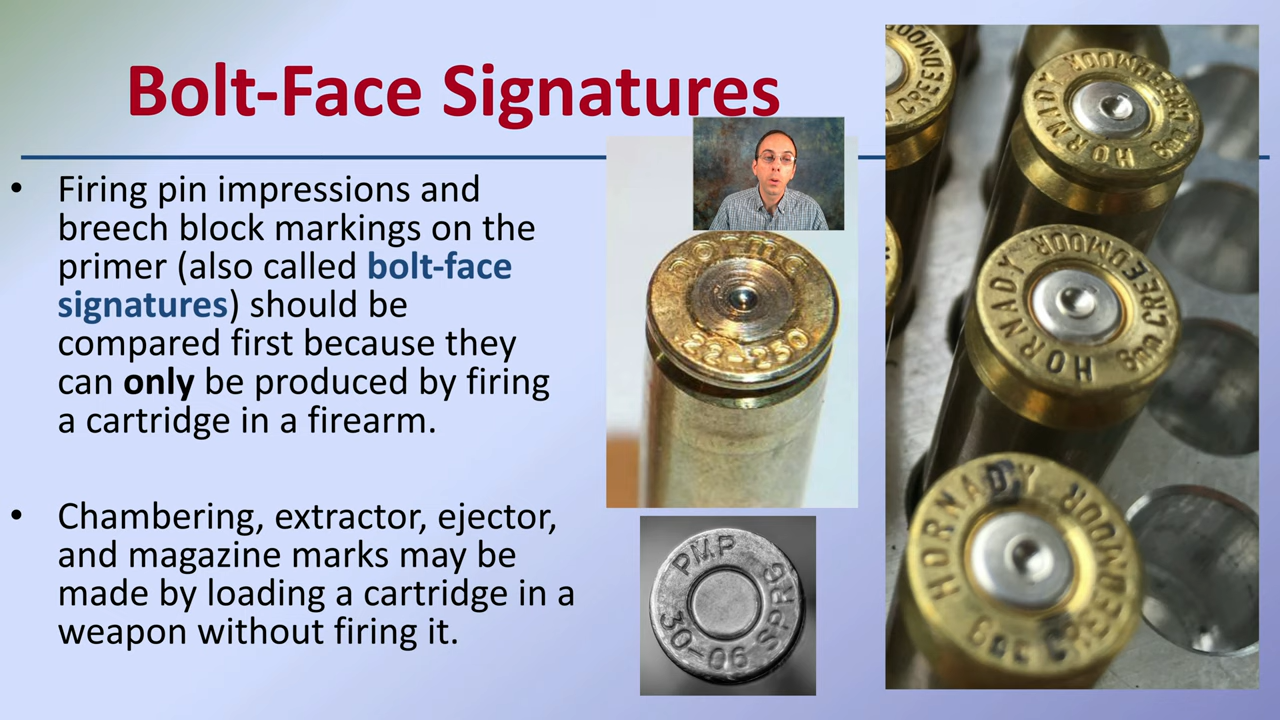 Bolt-Face Signatures
• Firing pin impressions and
breech block markings on the
primer (also called bolt-face
signatures) should be
compared first because they
can only be produced by firing
a cartridge in a firearm.
• Chambering, extractor, ejector,
and magazine marks may be
made by loading a cartridge in a
weapon without firing it.
norma
22-250
PMP
30-06 SPRG
CREEDMOOR
HORNADY
6mm CREEDMOOR
HORNADY
6mm CREEDMOOR
HORNADY
CREEDMOOR